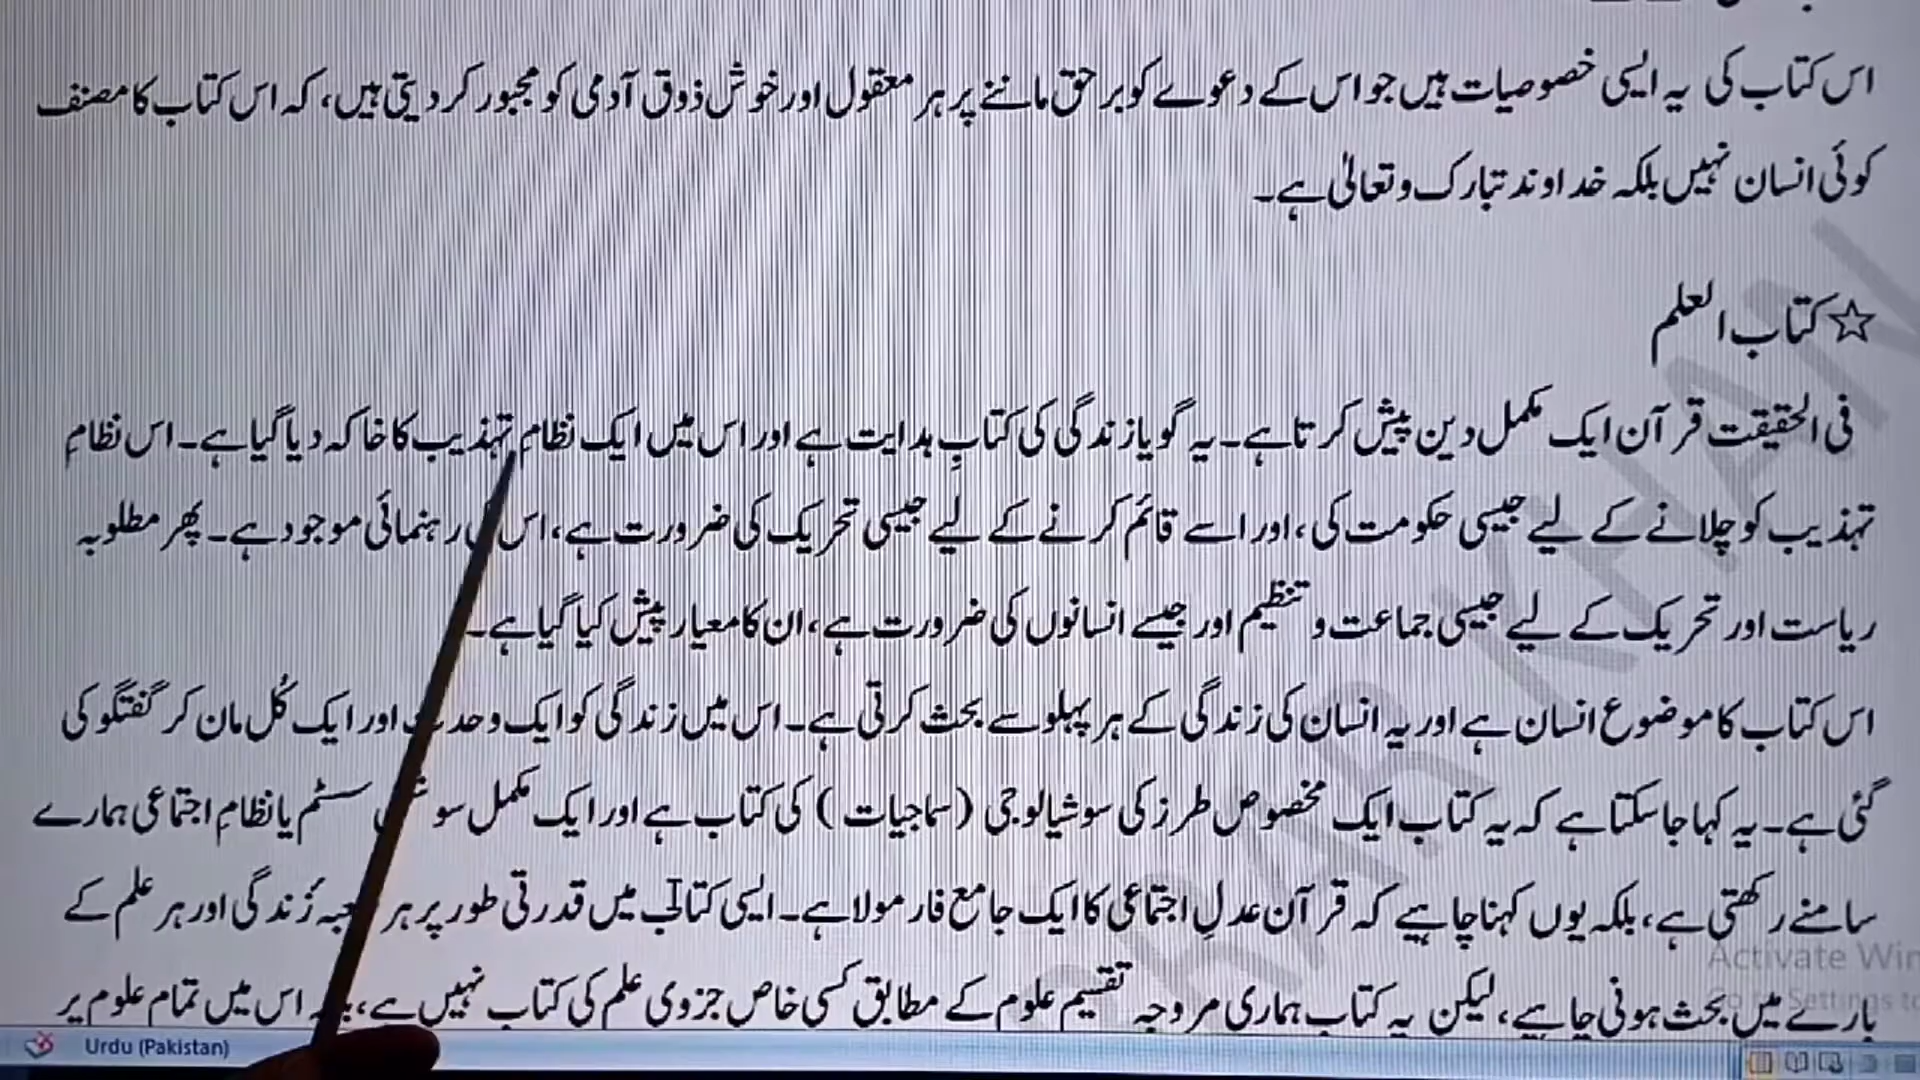 اس کتاب کی یہ ایسی خصوصیات ہیں جو اس کے دعوے کو برحق ماننے پر ہر معقول اور خوش ذوق آدمی کو مجبور کر دیتی ہیں، کہ اس کتاب کا مصنف
کوئی انسان نہیں بلکہ خداوند تبارک و تعالیٰ ہے۔
☆ کتاب العلم
فی الحقیقت قرآن ایک مکمل دین پیش کرتا ہے۔ یہ گویا زندگی کی کتابِ ہدایت ہے اور اس میں ایک نظامِ تہذیب کا خاکہ دیا گیا ہے۔ اس نظامِ
تہذیب کو چلانے کے لیے جیسی حکومت کی، اور اسے قائم کرنے کے لیے جیسی تحریک کی ضرورت ہے، اس رہنمائی موجود ہے۔ پھر مطلوبہ
ریاست اور تحریک کے لیے جیسی جماعت و تنظیم اور جیسے انسانوں کی ضرورت ہے، ان کا معیار پیش کیا گیا ہے۔
اس کتاب کا موضوع انسان ہے اور یہ انسان کی زندگی کے ہر پہلو سے بحث کرتی ہے۔ اس میں زندگی کو ایک اور ایک کُل مان کر گفتگو کی
گئی ہے۔ یہ کہا جا سکتا ہے کہ یہ کتاب ایک مخصوص طرز کی سوشیالوجی (سماجیات) کی کتاب ہے اور ایک مکمل سسٹم یا نظامِ اجتماعی ہمارے
سامنے رکھتی ہے، بلکہ یوں کہنا چاہیے کہ قرآن عدلِ اجتماعی کا ایک جامع فارمولا ہے۔ ایسی کتاب میں قدرتی طور پر ہر زندگی اور ہر علم کے
بارے میں بحث ہونی چاہیے، لیکن یہ کتاب ہماری مروجہ تقسیم علوم کے مطابق کسی خاص جزوی علم کی کتاب نہیں ہے، اس میں تمام علوم پر
KHAN
Activate Win
Settings to
Urdu (Pakistan)